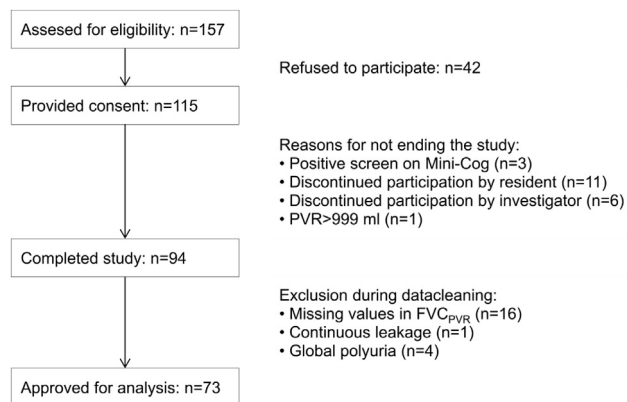 Assesed for eligibility: n=157
Refused to participate: n=42
Provided consent: n=115
Reasons for not ending the study:
• Positive screen on Mini-Cog (n=3)
• Discontinued participation by resident (n=11)
• Discontinued participation by investigator (n=6)
• PVR>999 ml (n=1)
Completed study: n=94
Exclusion during datacleaning:
• Missing values in FVCPVR (n=16)
• Continuous leakage (n=1)
• Global polyuria (n=4)
Approved for analysis: n=73